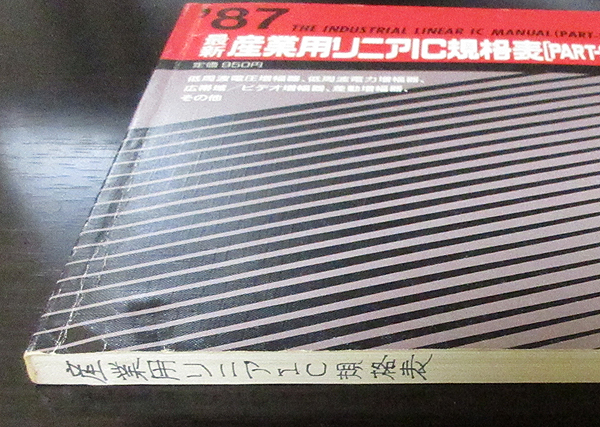 '87
THE INDUSTRIAL LINEAR IC MANUAL (PART-
最新 産業用リニアIC規格表[PART-
定価 950円
低周波電圧増幅器、低周波電力増幅器、
広帯域/ビデオ増幅器、差動増幅器、
その他
産業用リニアIC規格表